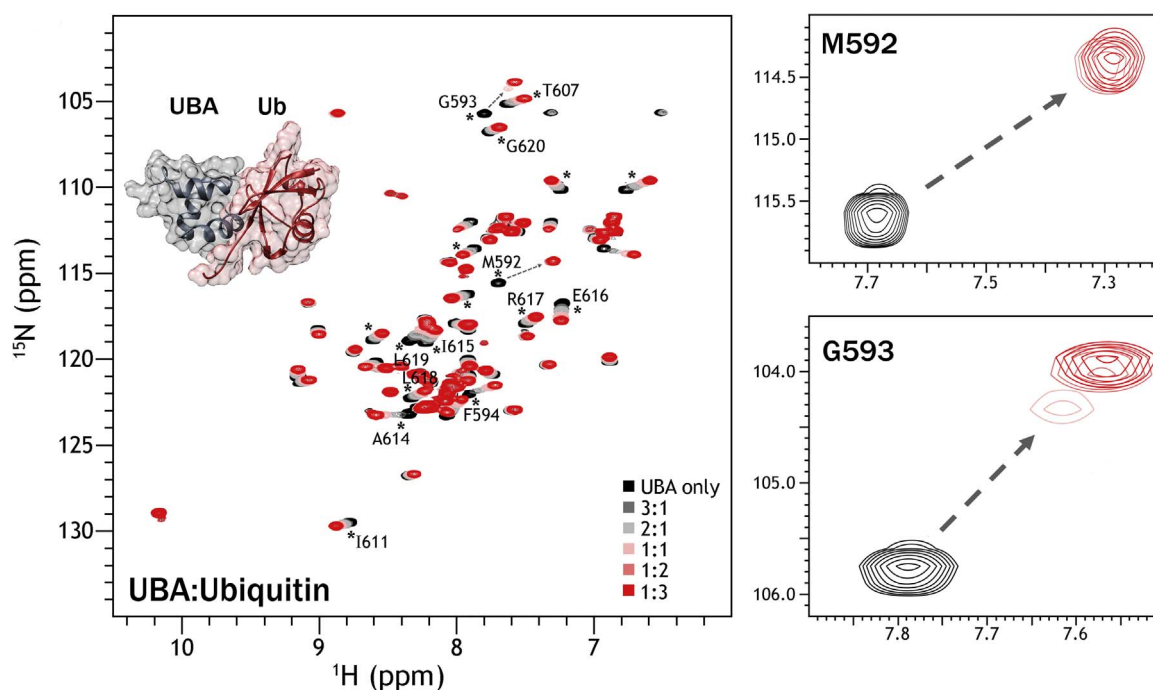 UBA Ub
G593
*
* T607
*
G620
*
*
*
M592
*
R617
*
E616
*
*
*
*
L619
*
I615
L618
*
*
F594
*
A614
*
I611
105
110
115
120
125
130
¹⁵N (ppm)
10 9 8 7
¹H (ppm)
UBA:Ubiquitin
UBA only
3:1
2:1
1:1
1:2
1:3
M592
114.5
115.0
115.5
7.7 7.5 7.3
G593
104.0
105.0
106.0
7.8 7.7 7.6